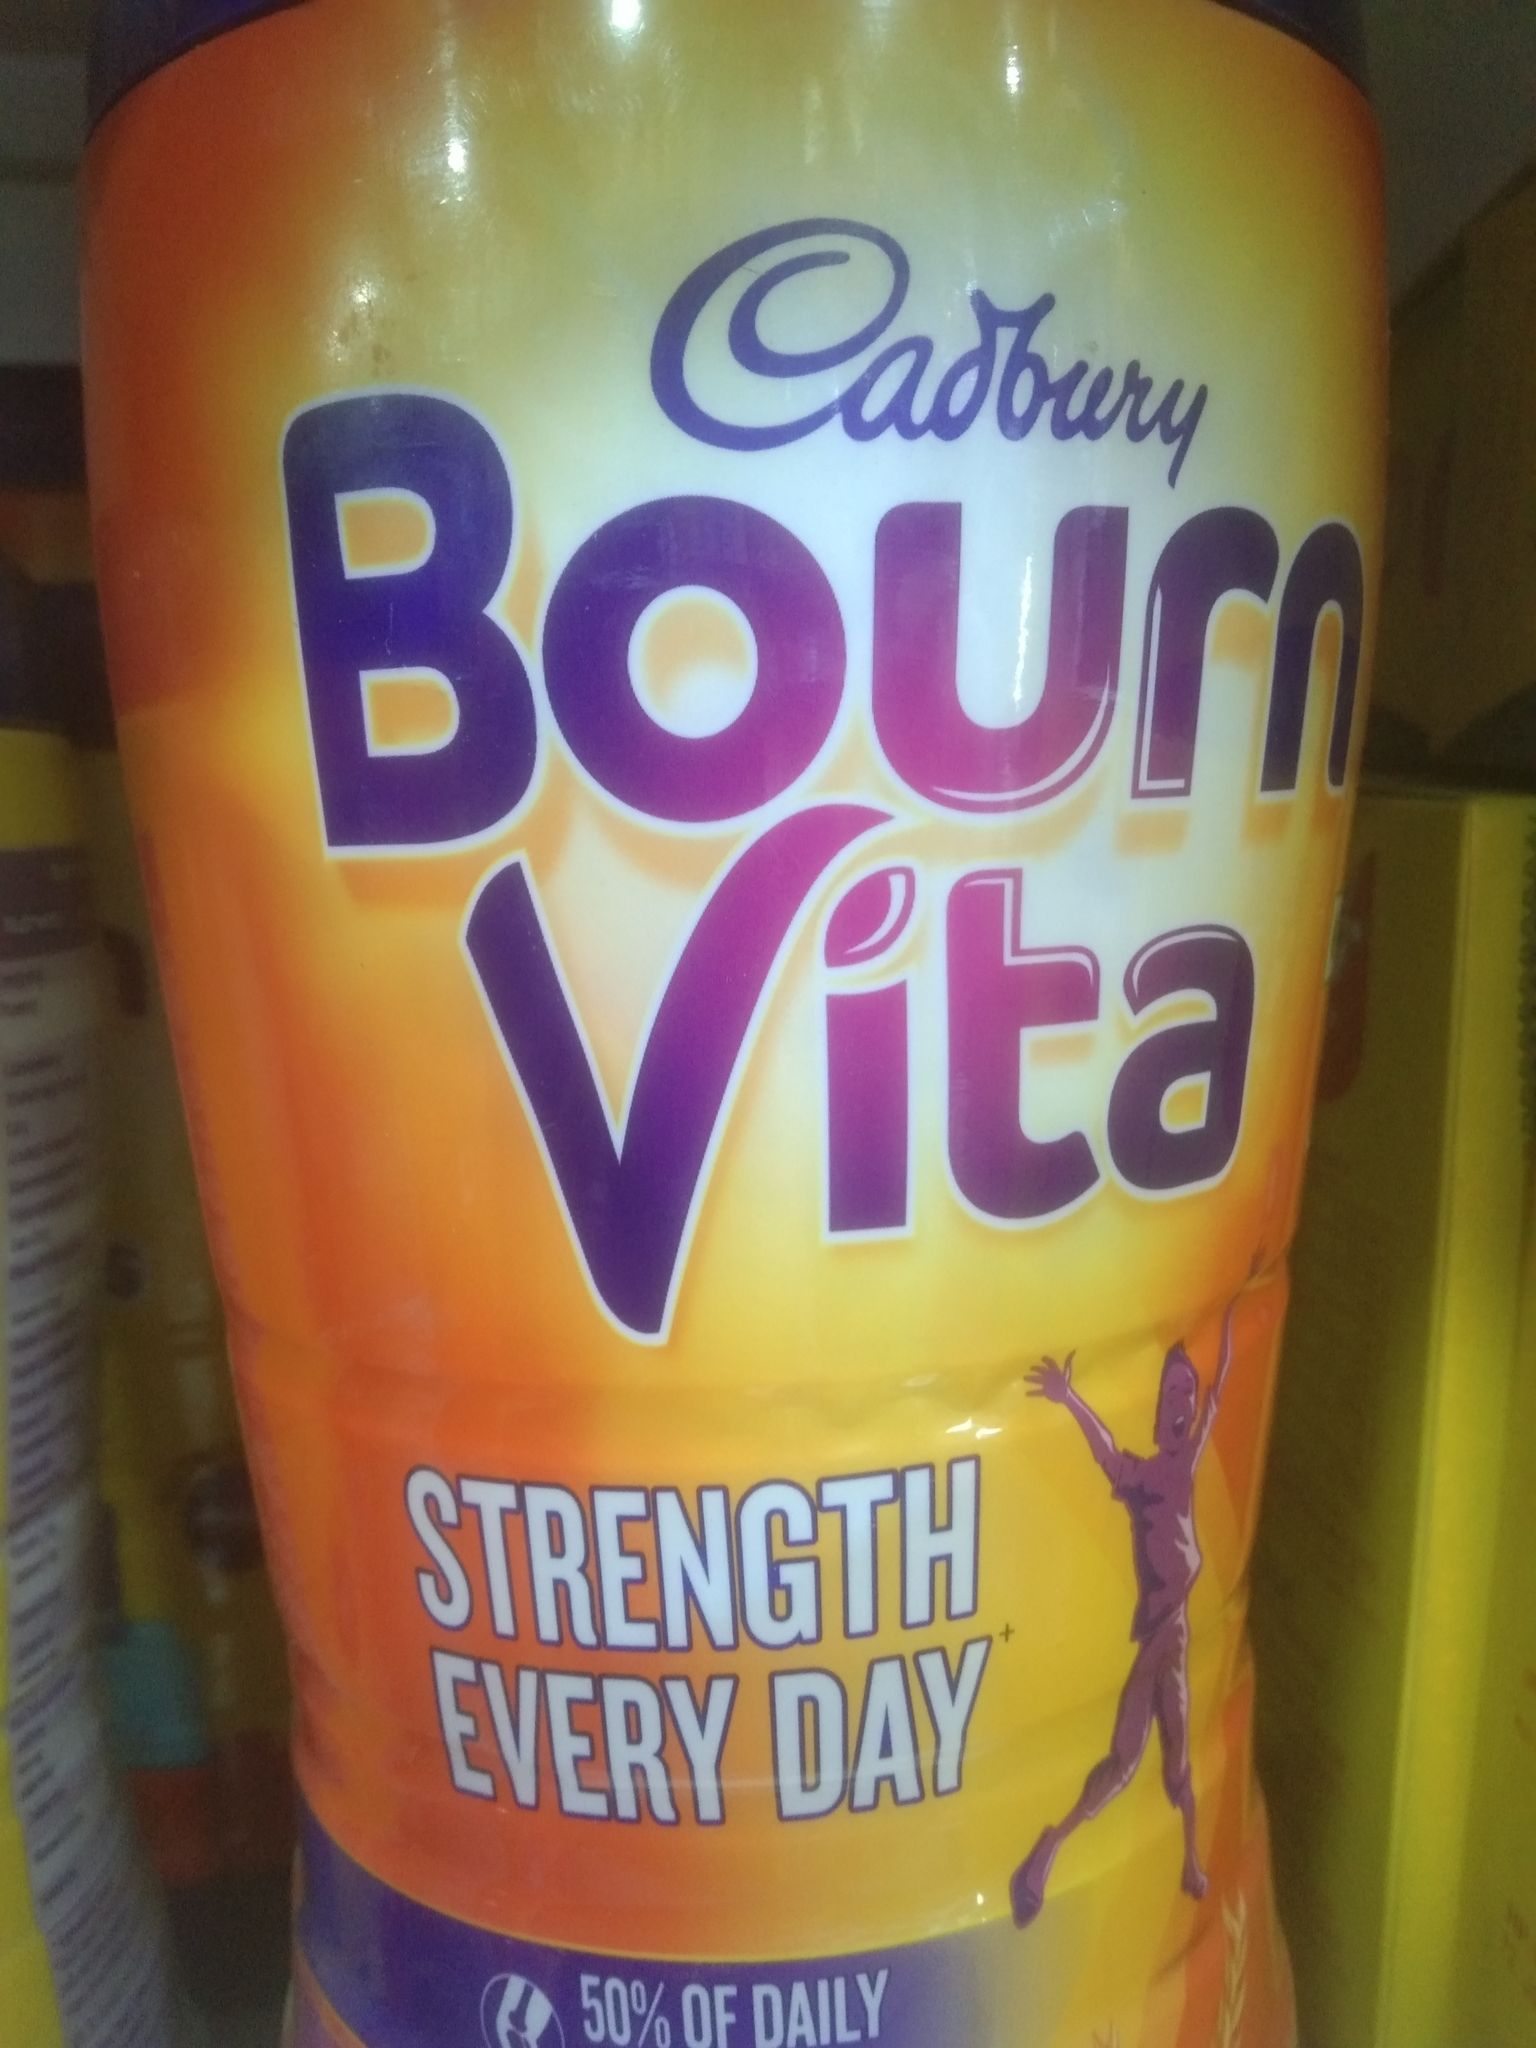 Cadbury
Bourn
Vita
STRENGTH
EVERY DAY+
50% OF DAILY